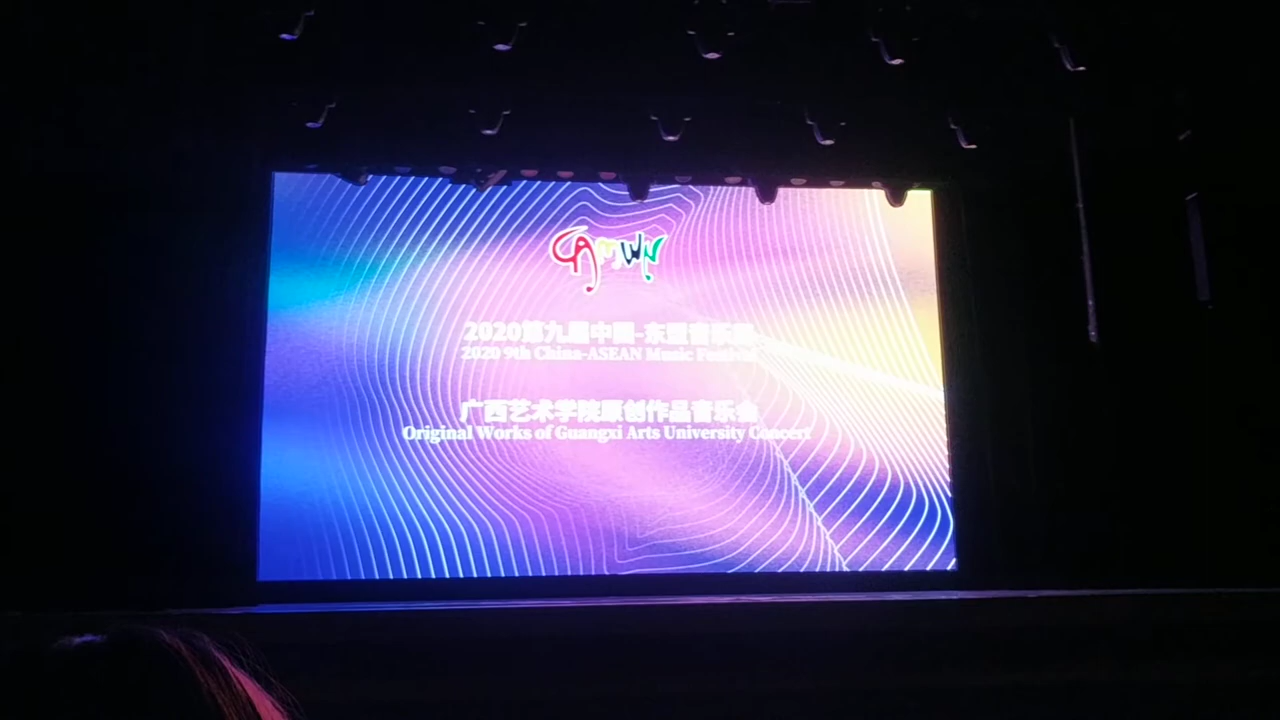 CAMWN
2020第九届中国-东盟音乐周
2020 9th China-ASEAN Music Festival
广西艺术学院原创作品音乐会
Original Works of Guangxi Arts University Concert